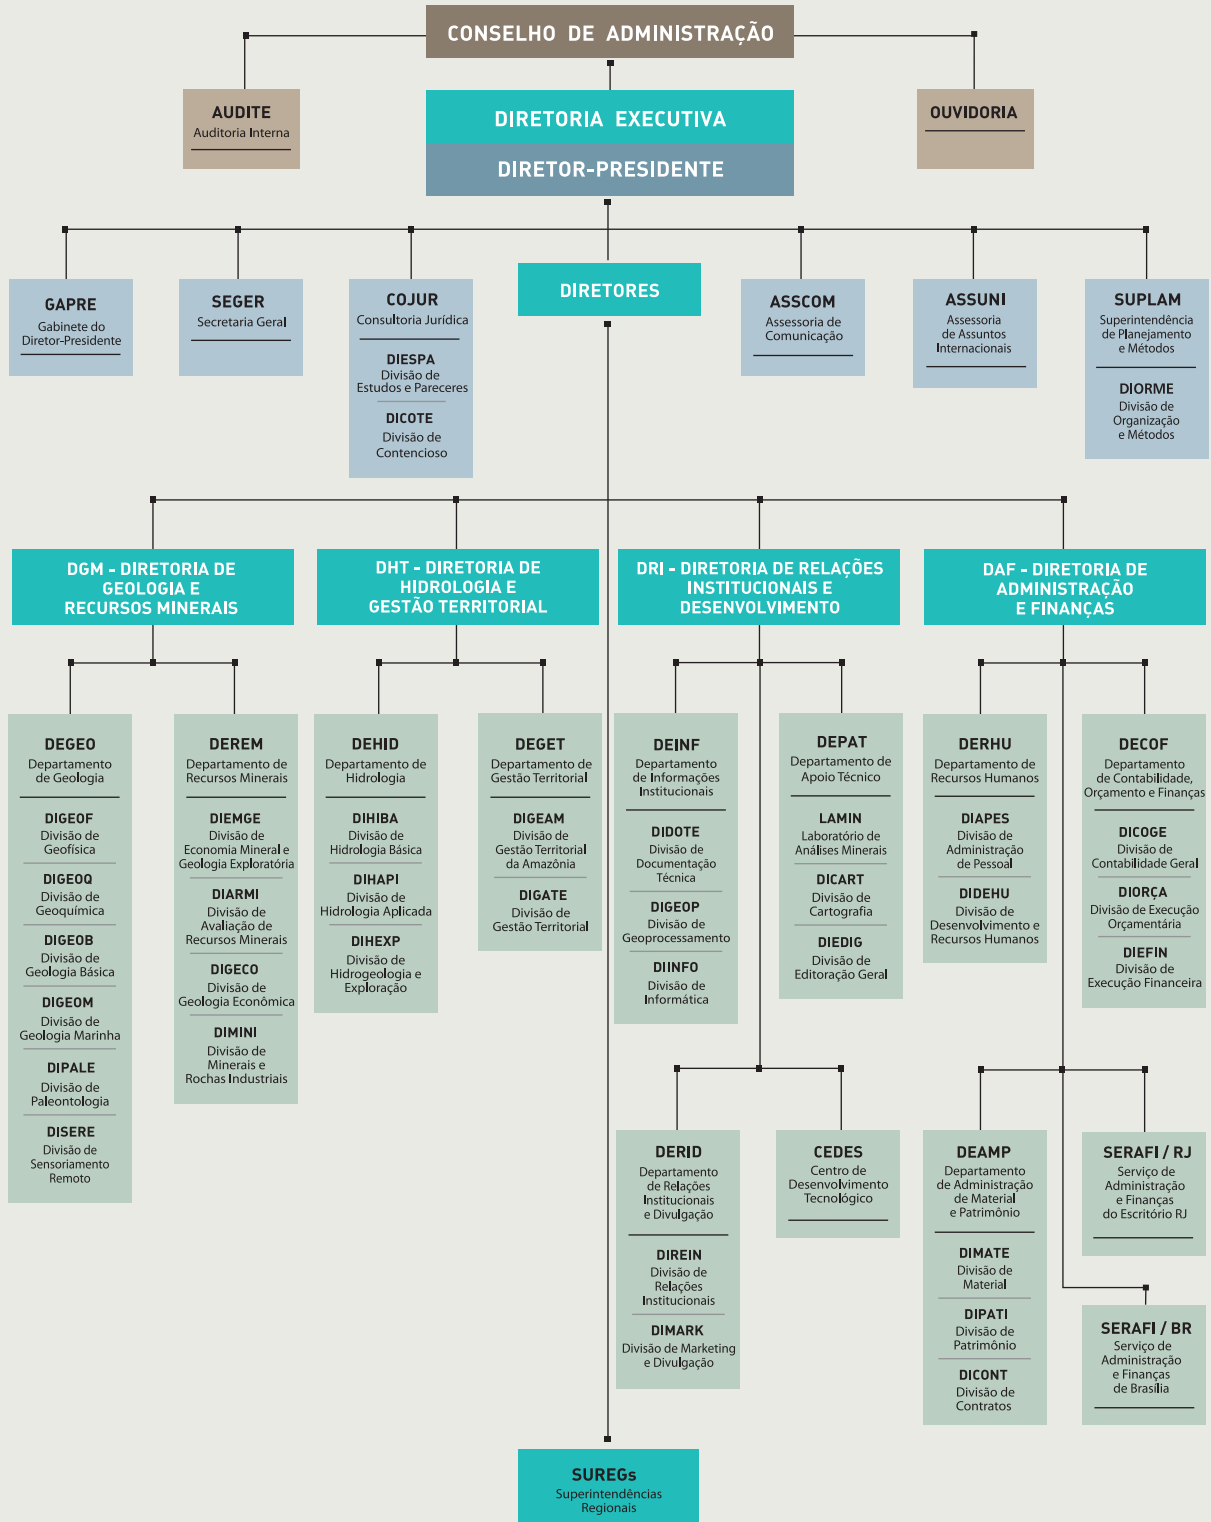 CONSELHO DE ADMINISTRAÇÃO
AUDITE
Auditoria Interna
DIRETORIA EXECUTIVA
DIRETOR-PRESIDENTE
OUVIDORIA
GAPRE
Gabinete do
Diretor-Presidente
SEGER
Secretaria Geral
COJUR
Consultoria Jurídica
DIESPA
Divisão de
Estudos e Pareceres
DICOTE
Divisão de
Contencioso
DIRETORES
ASSCOM
Assessoria de
Comunicação
ASSUNI
Assessoria
de Assuntos
Internacionais
SUPLAM
Superintendência
de Planejamento
e Métodos
DIORME
Divisão de
Organização
e Métodos
DGM - DIRETORIA DE
GEOLOGIA E
RECURSOS MINERAIS
DHT - DIRETORIA DE
HIDROLOGIA E
GESTÃO TERRITORIAL
DRI - DIRETORIA DE RELAÇÕES
INSTITUCIONAIS E
DESENVOLVIMENTO
DAF - DIRETORIA DE
ADMINISTRAÇÃO
E FINANÇAS
DEGEO
Departamento
de Geologia
DIGEOF
Divisão de
Geofísica
DIGEOQ
Divisão de
Geoquímica
DIGEOB
Divisão de
Geologia Básica
DIGEOM
Divisão de
Geologia Marinha
DIPALE
Divisão de
Paleontologia
DISERE
Divisão de
Sensoriamento
Remoto
DEREM
Departamento de
Recursos Minerais
DIEMGE
Divisão de
Economia Mineral e
Geologia Exploratória
DIARMI
Divisão de
Avaliação de
Recursos Minerais
DIGECO
Divisão de
Geologia Econômica
DIMINI
Divisão de
Minerais e
Rochas Industriais
DEHID
Departamento de
Hidrologia
DIHIBA
Divisão de
Hidrologia Básica
DIHAPI
Divisão de
Hidrologia Aplicada
DIHEXP
Divisão de
Hidrogeologia e
Exploração
DEGET
Departamento de
Gestão Territorial
DIGEAM
Divisão de
Gestão Territorial
da Amazônia
DIGATE
Divisão de
Gestão Territorial
DEINF
Departamento
de Informações
Institucionais
DIDOTE
Divisão de
Documentação
Técnica
DIGEOP
Divisão de
Geoprocessamento
DIINFO
Divisão de
Informática
DEPAT
Departamento de
Apoio Técnico
LAMIN
Laboratório de
Análises Minerais
DICART
Divisão de
Cartografia
DIEDIG
Divisão de
Editoração Geral
DERHU
Departamento de
Recursos Humanos
DIAPES
Divisão de
Administração
de Pessoal
DIDEHU
Divisão de
Desenvolvimento e
Recursos Humanos
DECOF
Departamento
de Contabilidade,
Orçamento e Finanças
DICOGE
Divisão de
Contabilidade Geral
DIORÇA
Divisão de Execução
Orçamentária
DIEFIN
Divisão de
Execução Financeira
DERID
Departamento
de Relações
Institucionais
e Divulgação
DIREIN
Divisão de
Relações
Institucionais
DIMARK
Divisão de Marketing
e Divulgação
CEDES
Centro de
Desenvolvimento
Tecnológico
DEAMP
Departamento
de Administração
de Material
e Patrimônio
DIMATE
Divisão de
Material
DIPATI
Divisão de
Patrimônio
DICONT
Divisão de
Contratos
SERAFI / RJ
Serviço de
Administração
e Finanças
do Escritório RJ
SERAFI / BR
Serviço de
Administração
e Finanças
de Brasília
SUREGs
Superintendências
Regionais